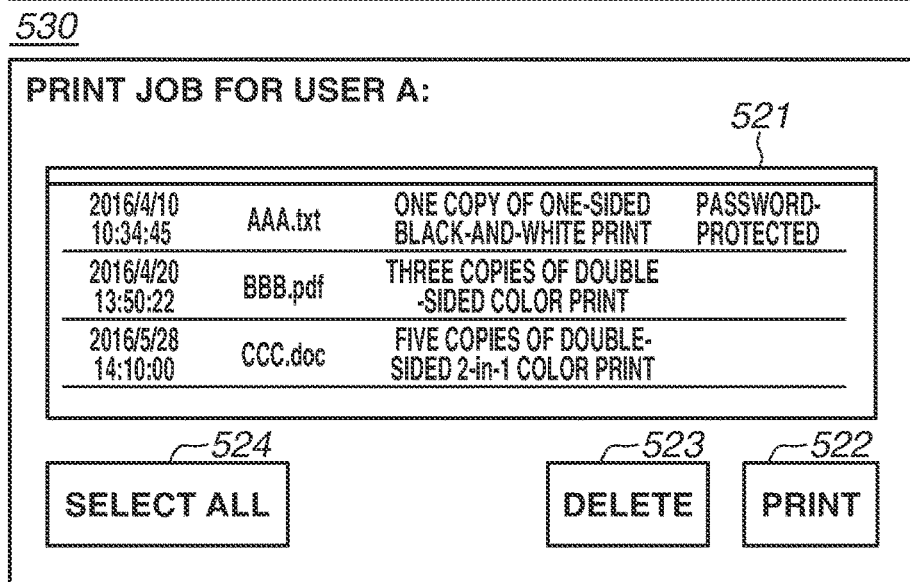 530
PRINT JOB FOR USER A:
521
2016/4/10
10:34:45
AAA.txt
ONE COPY OF ONE-SIDED
BLACK-AND-WHITE PRINT
PASSWORD-
PROTECTED
2016/4/20
13:50:22
BBB.pdf
THREE COPIES OF DOUBLE
-SIDED COLOR PRINT
2016/5/28
14:10:00
CCC.doc
FIVE COPIES OF DOUBLE-
SIDED 2-in-1 COLOR PRINT
524
523
522
SELECT ALL
DELETE
PRINT